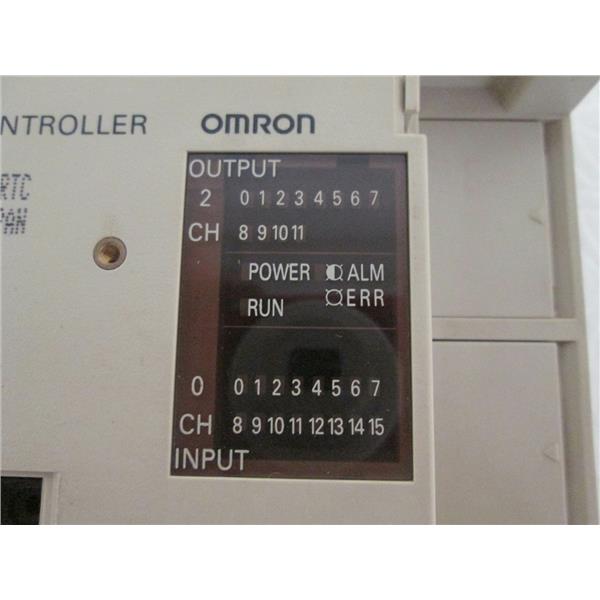 NTROLLER OMRON
RTC
PAN
OUTPUT
2 0 1 2 3 4 5 6 7
CH 8 9 10 11
POWER ALM
RUN ERR
0 0 1 2 3 4 5 6 7
CH 8 9 10 11 12 13 14 15
INPUT